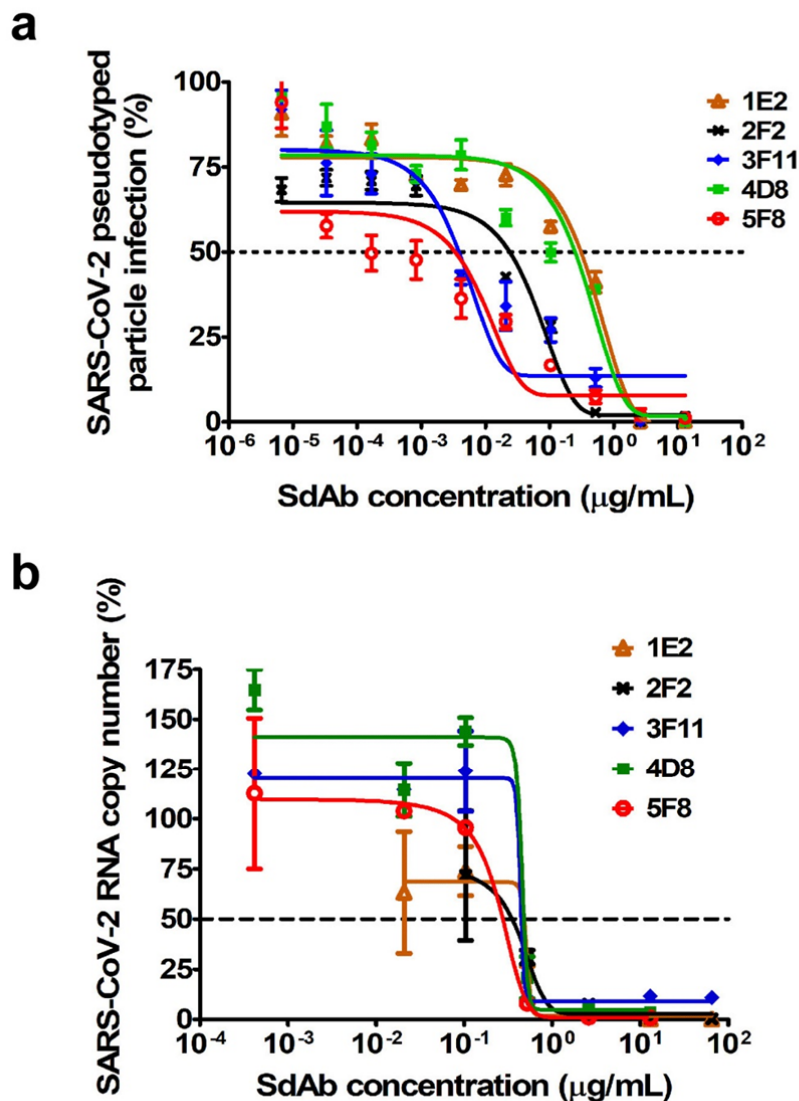 a
SARS-CoV-2 pseudotyped
particle infection (%)
100
75
50
25
0
10⁻⁶ 10⁻⁵ 10⁻⁴ 10⁻³ 10⁻² 10⁻¹ 10⁰ 10¹ 10²
SdAb concentration (μg/mL)
1E2
2F2
3F11
4D8
5F8
b
SARS-CoV-2 RNA copy number (%)
175
150
125
100
75
50
25
0
10⁻⁴ 10⁻³ 10⁻² 10⁻¹ 10⁰ 10¹ 10²
SdAb concentration (μg/mL)
1E2
2F2
3F11
4D8
5F8